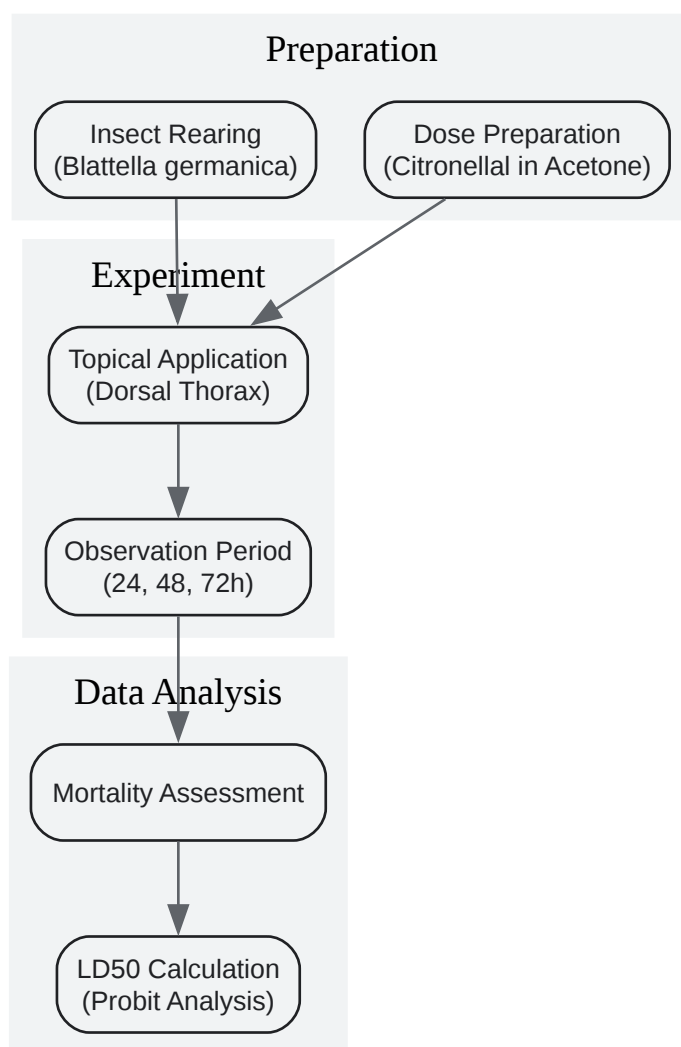 Preparation
Insect Rearing
(Blattella germanica)
Dose Preparation
(Citronellal in Acetone)
Experiment
Topical Application
(Dorsal Thorax)
Observation Period
(24, 48, 72h)
Data Analysis
Mortality Assessment
LD50 Calculation
(Probit Analysis)